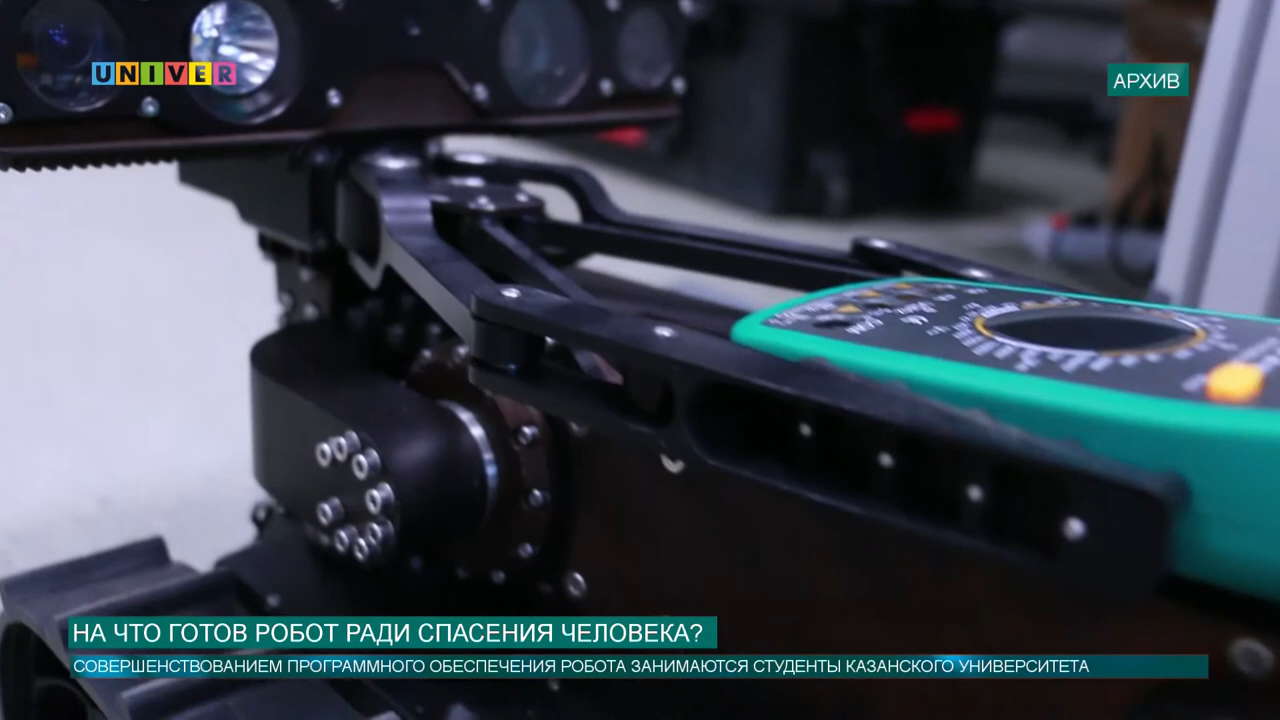 UNIVER
АРХИВ
НА ЧТО ГОТОВ РОБОТ РАДИ СПАСЕНИЯ ЧЕЛОВЕКА?
СОВЕРШЕНСТВОВАНИЕМ ПРОГРАММНОГО ОБЕСПЕЧЕНИЯ РОБОТА ЗАНИМАЮТСЯ СТУДЕНТЫ КАЗАНСКОГО УНИВЕРСИТЕТА